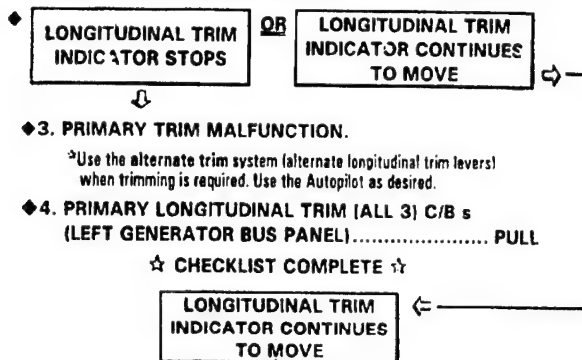 LONGITUDINAL TRIM
INDICATOR STOPS
OR
LONGITUDINAL TRIM
INDICATOR CONTINUES
TO MOVE
◆3. PRIMARY TRIM MALFUNCTION.
Use the alternate trim system (alternate longitudinal trim levers)
when trimming is required. Use the Autopilot as desired.
◆4. PRIMARY LONGITUDINAL TRIM (ALL 3) C/B s
(LEFT GENERATOR BUS PANEL)...................... PULL
☆ CHECKLIST COMPLETE ☆
LONGITUDINAL TRIM
INDICATOR CONTINUES
TO MOVE